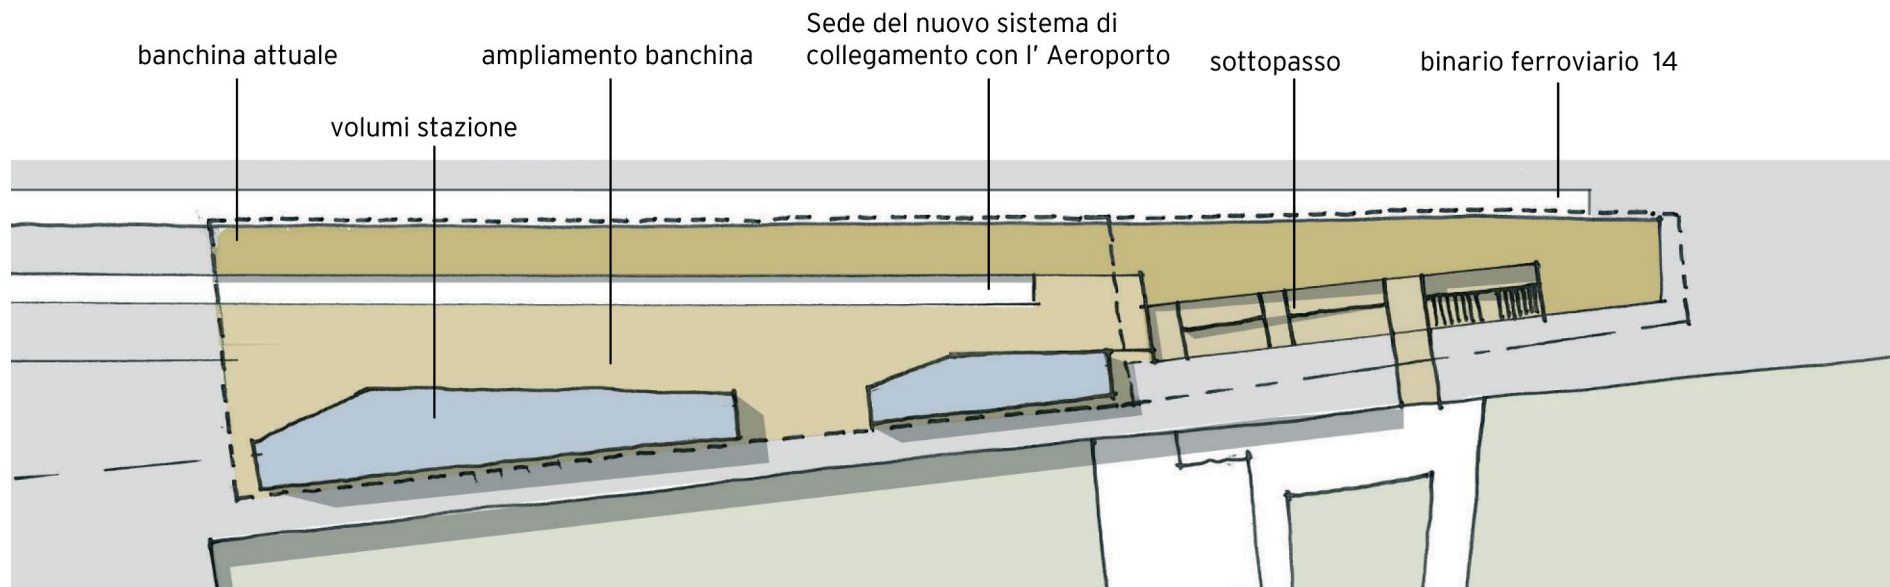 Sede del nuovo sistema di
collegamento con l' Aeroporto
banchina attuale
ampliamento banchina
sottopasso
binario ferroviario 14
volumi stazione